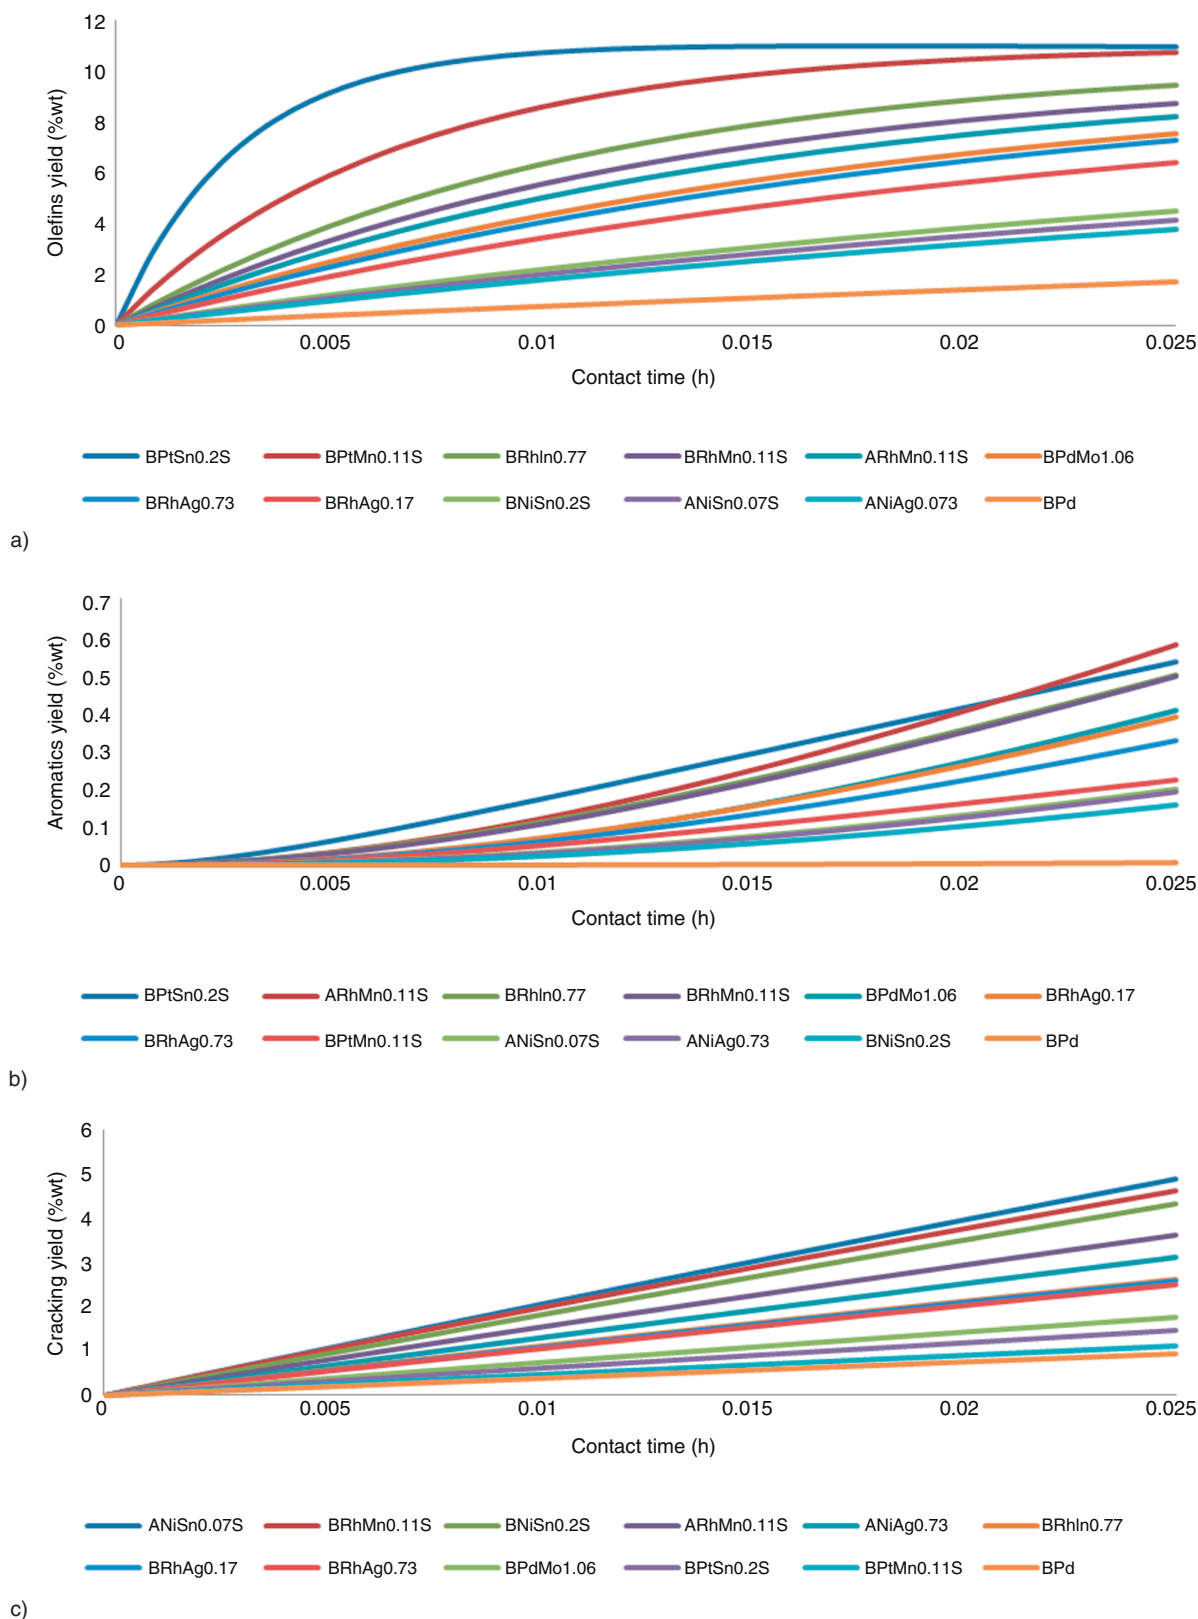 12
10
8
6
4
2
0
Olefins yield (%wt)
0 0.005 0.01 0.015 0.02 0.025
Contact time (h)
BPtSn0.2S BPtMn0.11S BRhIn0.77 BRhMn0.11S ARhMn0.11S BPdMo1.06
BRhAg0.73 BRhAg0.17 BNiSn0.2S ANiSn0.07S ANiAg0.073 BPd
a)
0.7
0.6
0.5
0.4
0.3
0.2
0.1
0
Aromatics yield (%wt)
0 0.005 0.01 0.015 0.02 0.025
Contact time (h)
BPtSn0.2S ARhMn0.11S BRhIn0.77 BRhMn0.11S BPdMo1.06 BRhAg0.17
BRhAg0.73 BPtMn0.11S ANiSn0.07S ANiAg0.73 BNiSn0.2S BPd
b)
6
5
4
3
2
1
0
Cracking yield (%wt)
0 0.005 0.01 0.015 0.02 0.025
Contact time (h)
ANiSn0.07S BRhMn0.11S BNiSn0.2S ARhMn0.11S ANiAg0.73 BRhIn0.77
BRhAg0.17 BRhAg0.73 BPdMo1.06 BPtSn0.2S BPtMn0.11S BPd
c)